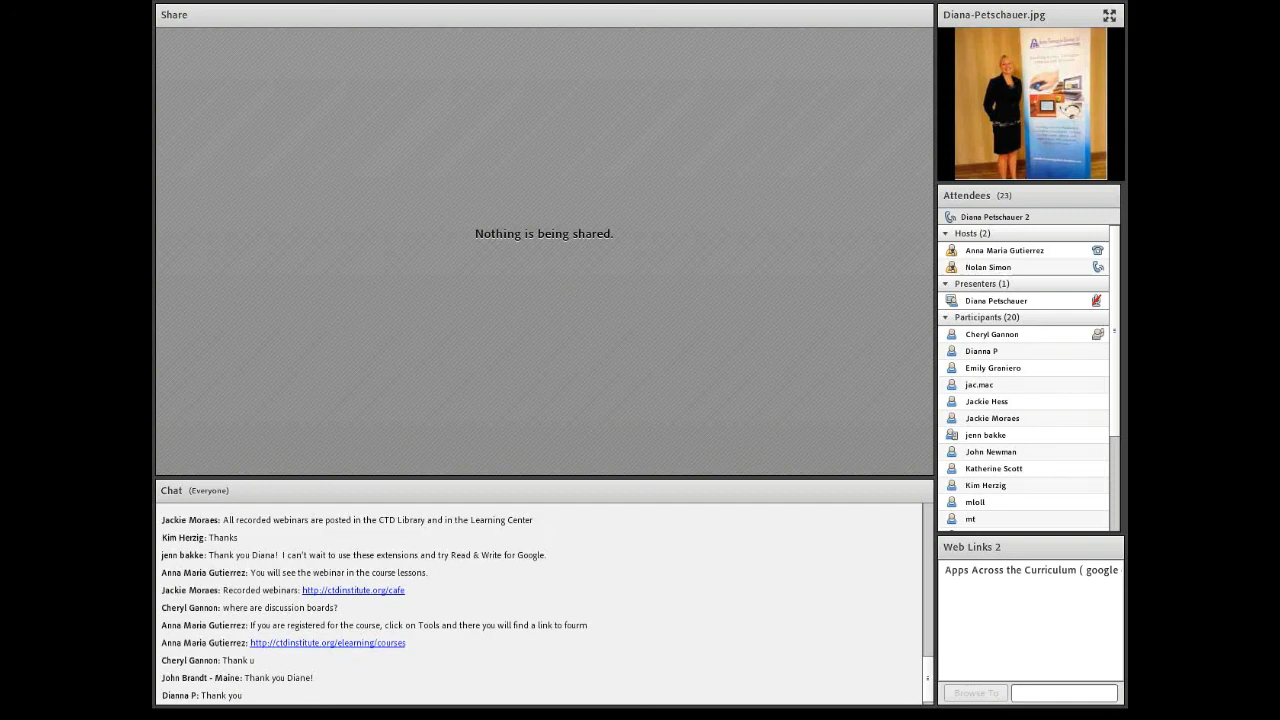 Share
Nothing is being shared.
Chat (Everyone)
Jackie Moraes: All recorded webinars are posted in the CTD Library and in the Learning Center
Kim Herzig: Thanks
jenn bakke: Thank you Diana! I can't wait to use these extensions and try Read & Write for Google.
Anna Maria Gutierrez: You will see the webinar in the course lessons.
Jackie Moraes: Recorded webinars: http://ctdinstitute.org/cafe
Cheryl Gannon: where are discussion boards?
Anna Maria Gutierrez: If you are registered for the course, click on Tools and there you will find a link to fourm
Anna Maria Gutierrez: http://ctdinstitute.org/elearning/courses
Cheryl Gannon: Thank u
John Brandt - Maine: Thank you Diane!
Dianna P: Thank you
Diana-Petschauer.jpg
Attendees (23)
Diana Petschauer 2
Hosts (2)
Anna Maria Gutierrez
Nolan Simon
Presenters (1)
Diana Petschauer
Participants (20)
Cheryl Gannon
Dianna P
Emily Graniero
jac.mac
Jackie Hess
Jackie Moraes
jenn bakke
John Newman
Katherine Scott
Kim Herzig
mloll
mt
Web Links 2
Apps Across the Curriculum ( google
Browse To